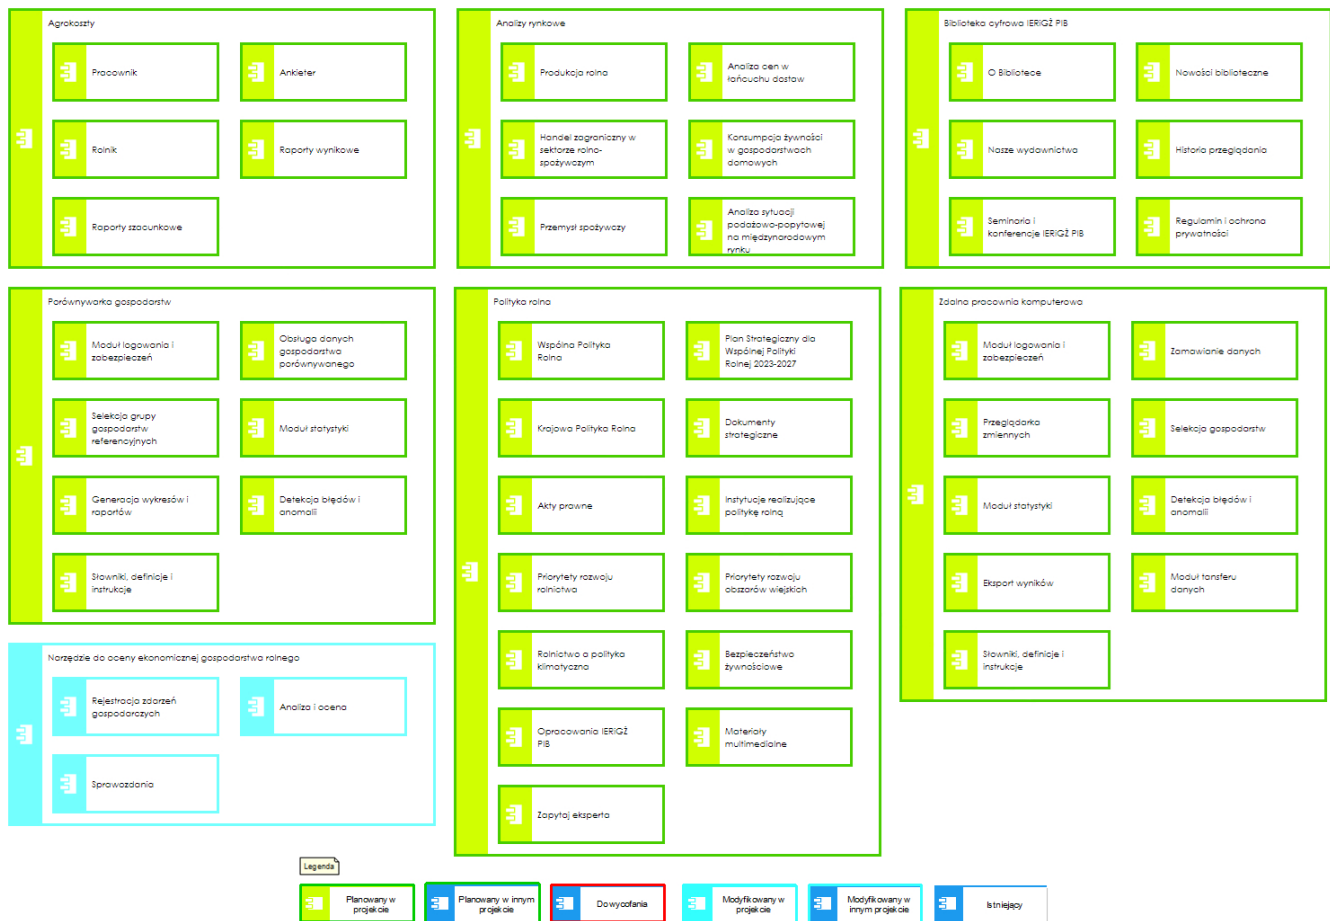 Agrokoszty
Pracownik
Ankieter
Rolnik
Raporty wynikowe
Raporty szacunkowe
Analizy rynkowe
Produkcja rolna
Analiza cen w
łańcuchu dostaw
Handel zagraniczny w
sektorze rolno-
spożywczym
Konsumpcja żywności
w gospodarstwach
domowych
Przemysł spożywczy
Analiza sytuacji
podażowo-popytowej
na międzynarodowym
rynku
Biblioteka cyfrowa IERiGŻ PIB
O Bibliotece
Nowości biblioteczne
Nasze wydawnictwa
Historia przeglądania
Seminaria i
konferencje IERiGŻ PIB
Regulamin i ochrona
prywatności
Porównywarka gospodarstw
Moduł logowania i
zabezpieczeń
Obsługa danych
gospodarstwa
porównywanego
Selekcja grupy
gospodarstw
referencyjnych
Moduł statystyki
Generacja wykresów i
raportów
Detekcja błędów i
anomalii
Słowniki, definicje i
instrukcje
Polityka rolna
Wspólna Polityka
Rolna
Plan Strategiczny dla
Wspólnej Polityki
Rolnej 2023-2027
Krajowa Polityka Rolna
Dokumenty
strategiczne
Akty prawne
Instytucje realizujące
politykę rolną
Priorytety rozwoju
rolnictwa
Priorytety rozwoju
obszarów wiejskich
Rolnictwo a polityka
klimatyczna
Bezpieczeństwo
żywnościowe
Opracowania IERiGŻ
PIB
Materiały
multimedialne
Zapytaj eksperta
Zdalna pracownia komputerowa
Moduł logowania i
zabezpieczeń
Zamawianie danych
Przeglądarka
zmiennych
Selekcja gospodarstw
Moduł statystyki
Detekcja błędów i
anomalii
Eksport wyników
Moduł tansferu
danych
Słowniki, definicje i
instrukcje
Narzędzie do oceny ekonomicznej gospodarstwa rolnego
Rejestracja zdarzeń
gospodarczych
Analiza i ocena
Sprawozdania
Legenda
Planowany w
projekcie
Planowany w innym
projekcie
Do wycofania
Modyfikowany w
projekcie
Modyfikowany w
innym projekcie
Istniejący